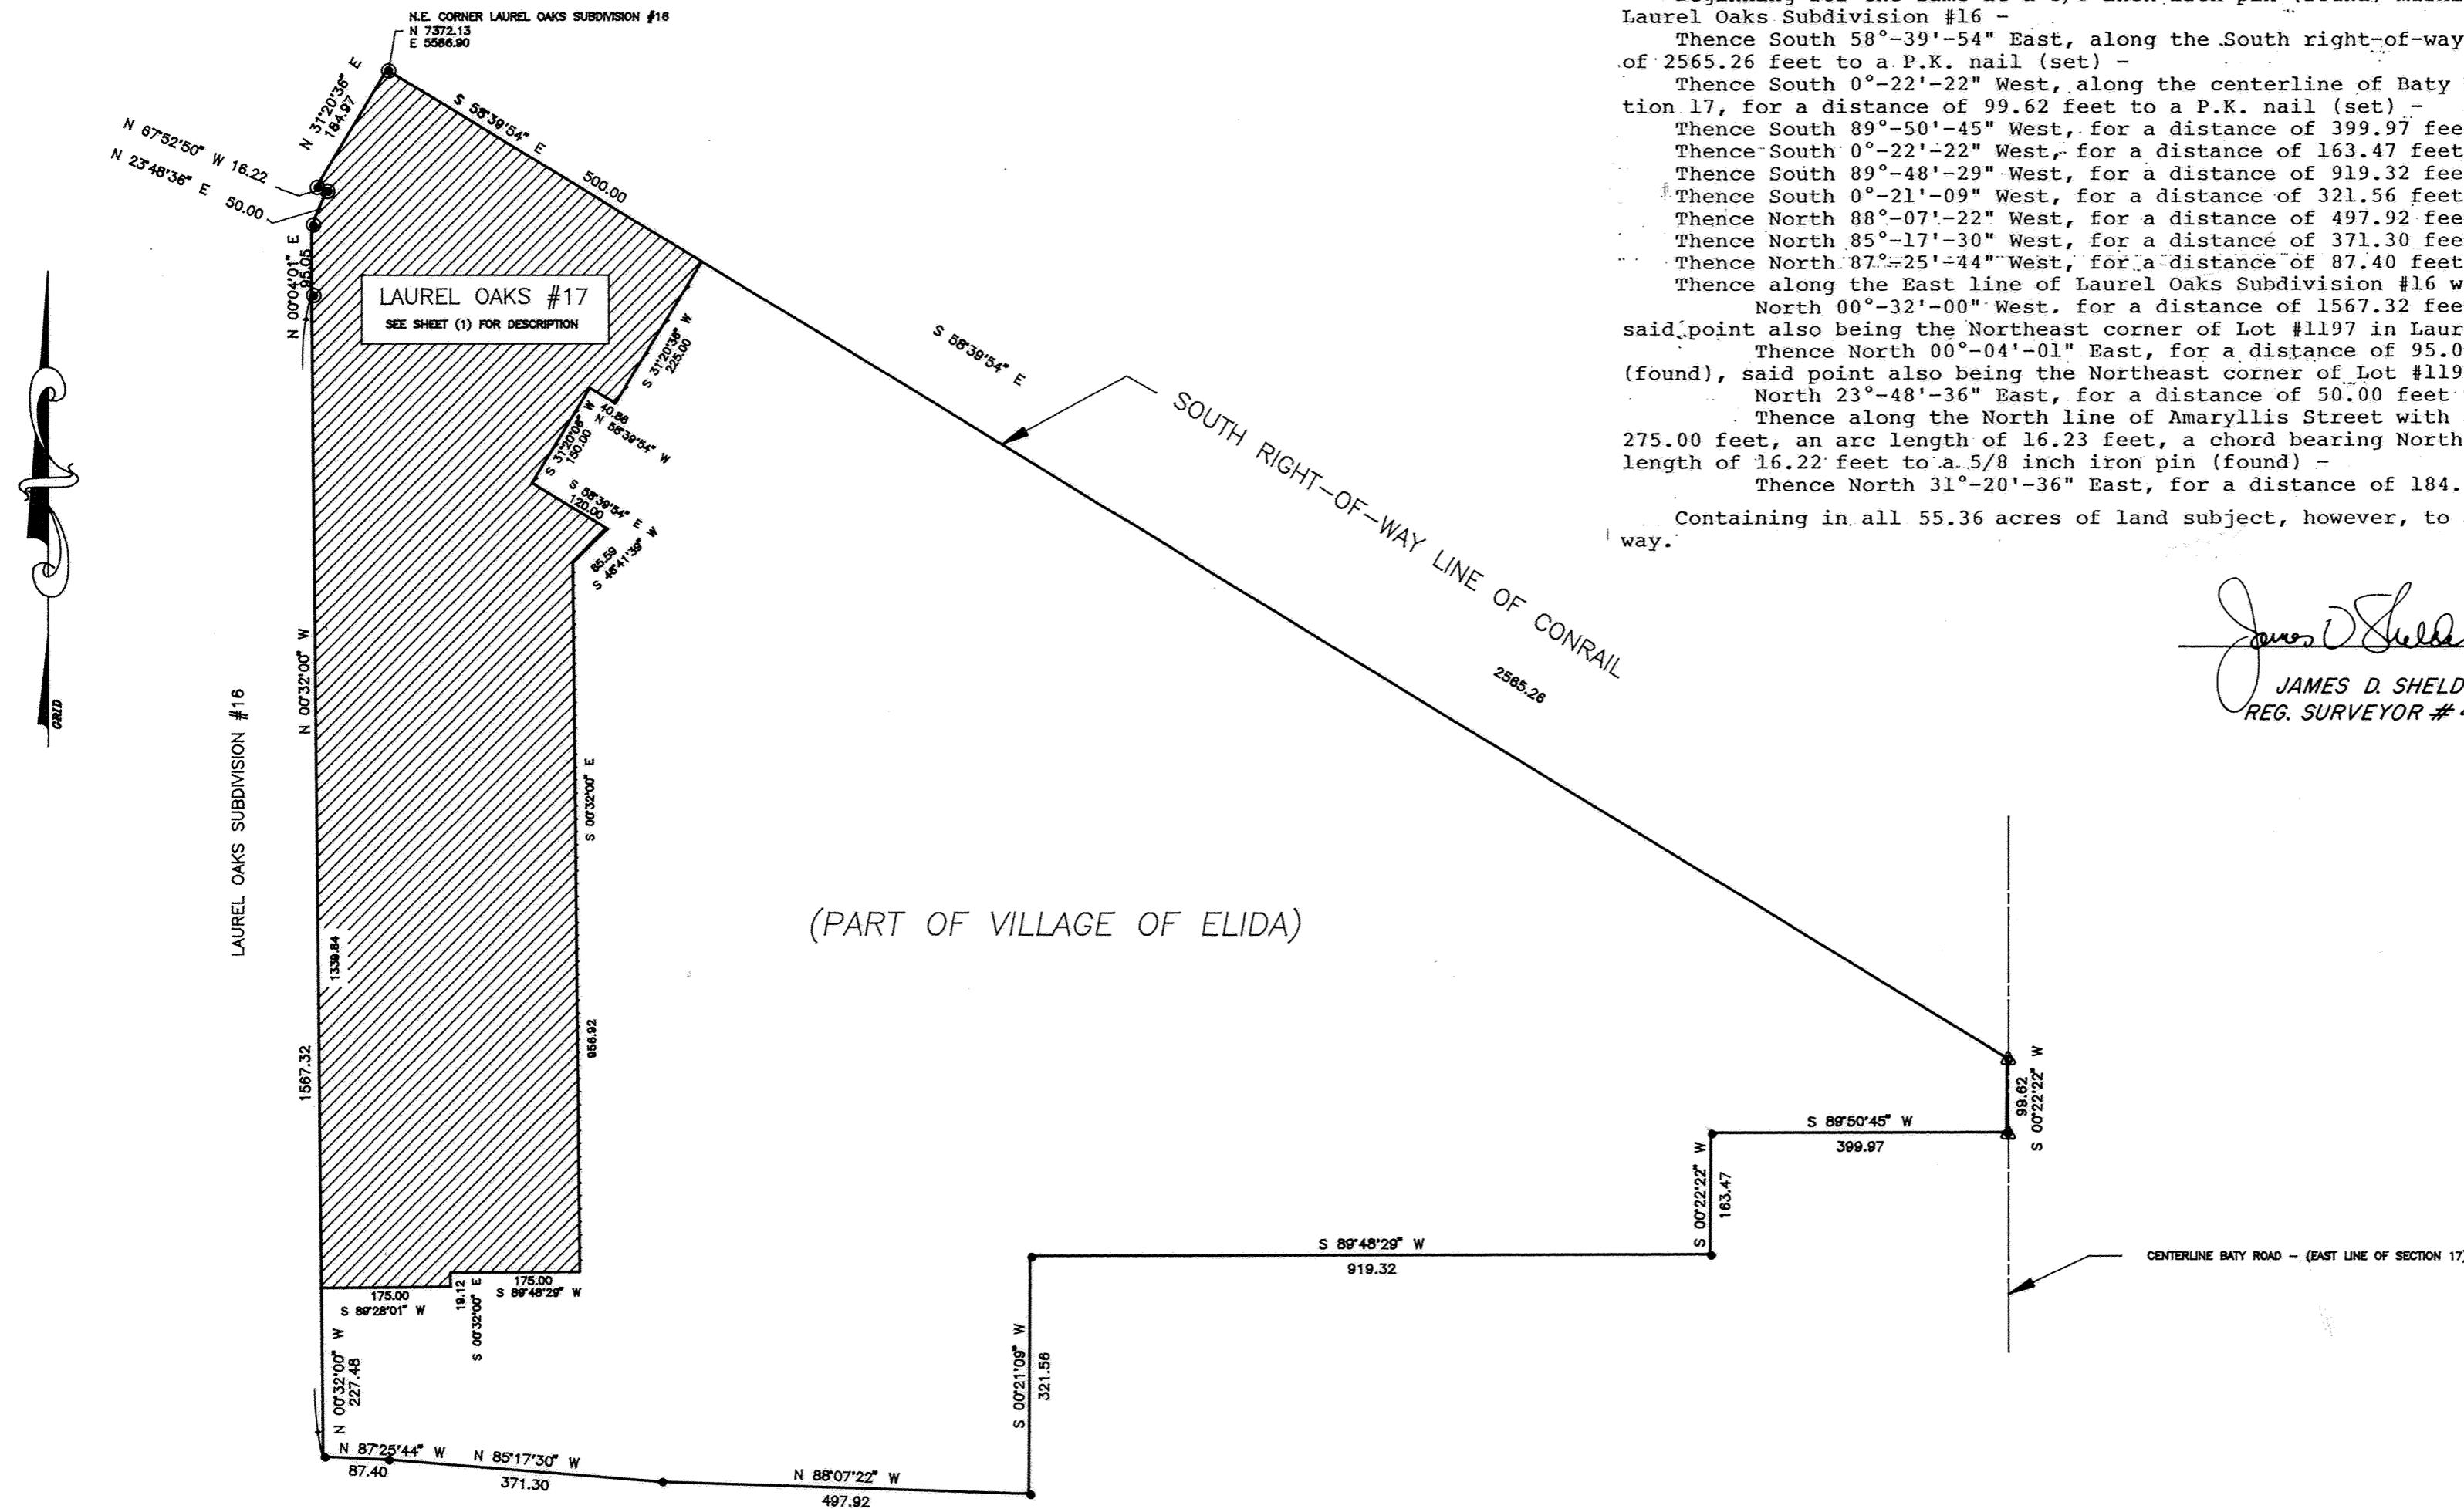 N.E. CORNER LAUREL OAKS SUBDIVISION #16
N 7372.13
E 5586.90
N 31°20'36" E
184.97
N 67°52'50" W 16.22
N 23°48'36" E 50.00
N 00°04'01" E
95.05
S 58°39'54" E
500.00
LAUREL OAKS #17
SEE SHEET (1) FOR DESCRIPTION
S 31°20'36" W
225.00
40.86
N 58°39'54" W
S 31°20'06" W
150.00
S 58°39'54" E
120.00
65.59
S 46°41'39" W
S 58°39'54" E
SOUTH RIGHT-OF-WAY LINE OF CONRAIL
2565.26
GRID
LAUREL OAKS SUBDIVISION #16
N 00°32'00" W
1339.84
1567.32
S 00°32'00" E
956.92
(PART OF VILLAGE OF ELIDA)
175.00
S 89°28'01" W
19.12
S 00°32'00" E
175.00
S 89°48'29" W
N 00°32'00" W
227.48
N 87°25'44" W
87.40
N 85°17'30" W
371.30
N 88°07'22" W
497.92
S 00°21'09" W
321.56
S 89°48'29" W
919.32
S 00°22'22" W
163.47
S 89°50'45" W
399.97
99.62
S 00°22'22" W
CENTERLINE BATY ROAD - (EAST LINE OF SECTION 17)
Laurel Oaks Subdivision #16 -
Thence South 58°-39'-54" East, along the South right-of-way
of 2565.26 feet to a P.K. nail (set) -
Thence South 0°-22'-22" West, along the centerline of Baty
tion 17, for a distance of 99.62 feet to a P.K. nail (set) -
Thence South 89°-50'-45" West, for a distance of 399.97 fee
Thence South 0°-22'-22" West, for a distance of 163.47 feet
Thence South 89°-48'-29" West, for a distance of 919.32 fee
Thence South 0°-21'-09" West, for a distance of 321.56 feet
Thence North 88°-07'-22" West, for a distance of 497.92 fee
Thence North 85°-17'-30" West, for a distance of 371.30 fee
Thence North 87°-25'-44" West, for a distance of 87.40 feet
Thence along the East line of Laurel Oaks Subdivision #16 w
North 00°-32'-00" West. for a distance of 1567.32 fee
said point also being the Northeast corner of Lot #1197 in Laur
Thence North 00°-04'-01" East, for a distance of 95.0
(found), said point also being the Northeast corner of Lot #119
North 23°-48'-36" East, for a distance of 50.00 feet
Thence along the North line of Amaryllis Street with
275.00 feet, an arc length of 16.23 feet, a chord bearing North
length of 16.22 feet to a 5/8 inch iron pin (found) -
Thence North 31°-20'-36" East, for a distance of 184.
Containing in all 55.36 acres of land subject, however, to
way.
James D Shelde
JAMES D. SHELD
REG. SURVEYOR #